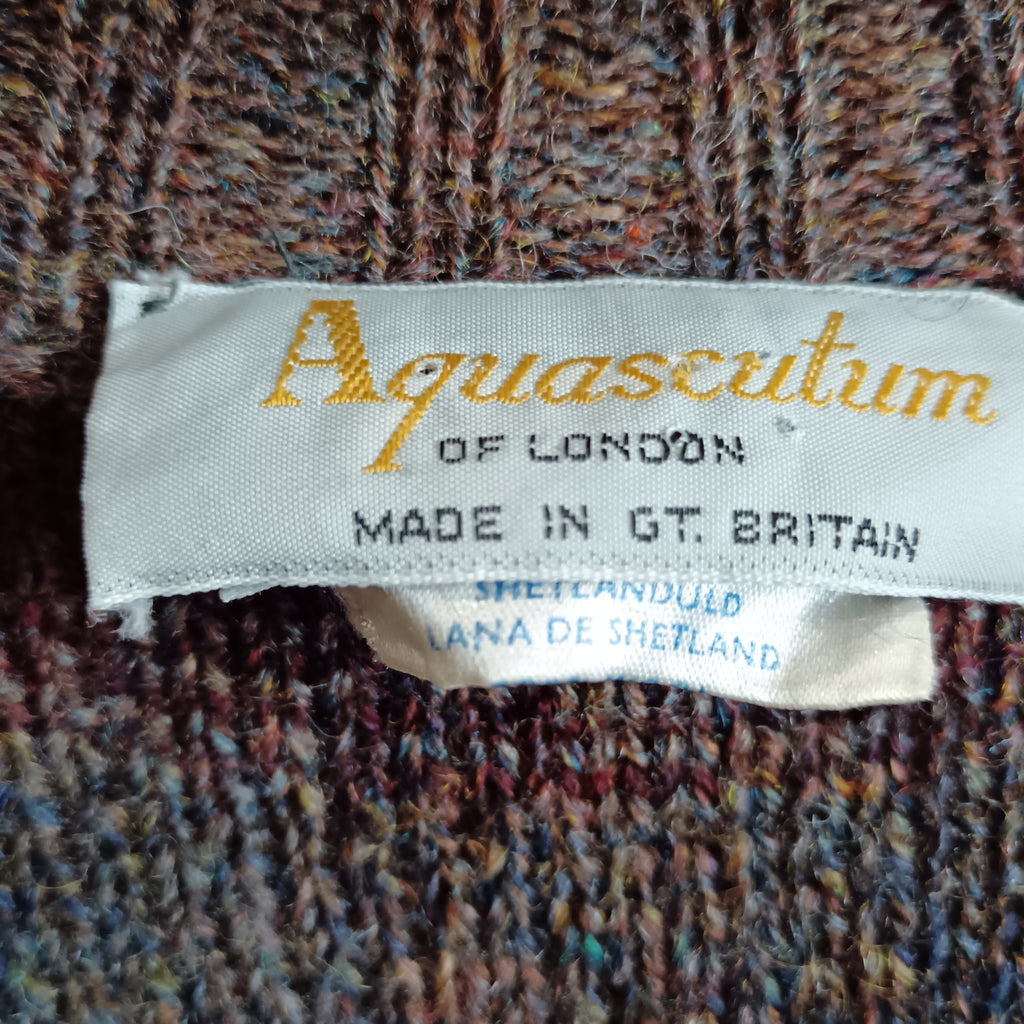 Aquascutum
OF LONDON
MADE IN GT. BRITAIN
SHETLANDULD
LANA DE SHETLAND